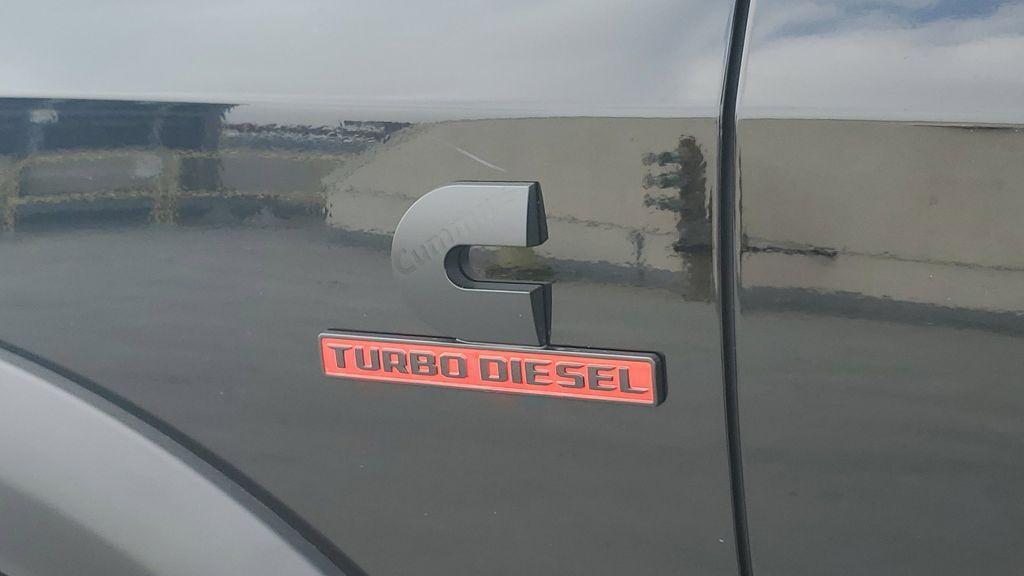 Cummins
TURBO DIESEL